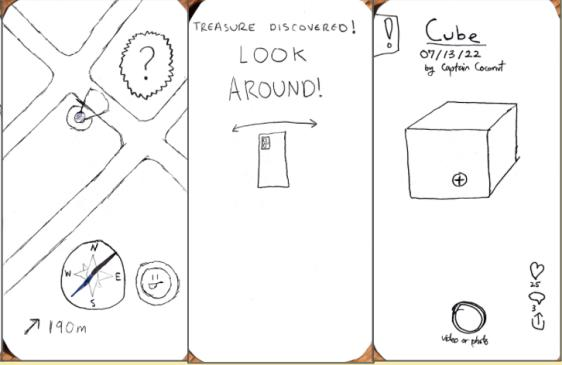 ?
N
W E
S
190m
TREASURE DISCOVERED!
LOOK
AROUND!
!
Cube
07/13/22
by Captain Coconut
25
3
video or photo